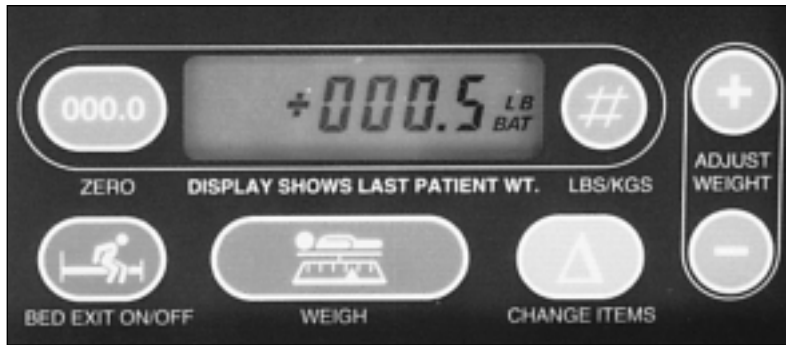 000.0
+000.5 LB
BAT
#
+
ZERO
DISPLAY SHOWS LAST PATIENT WT.
LBS/KGS
ADJUST
WEIGHT
-
Δ
BED EXIT ON/OFF
WEIGH
CHANGE ITEMS